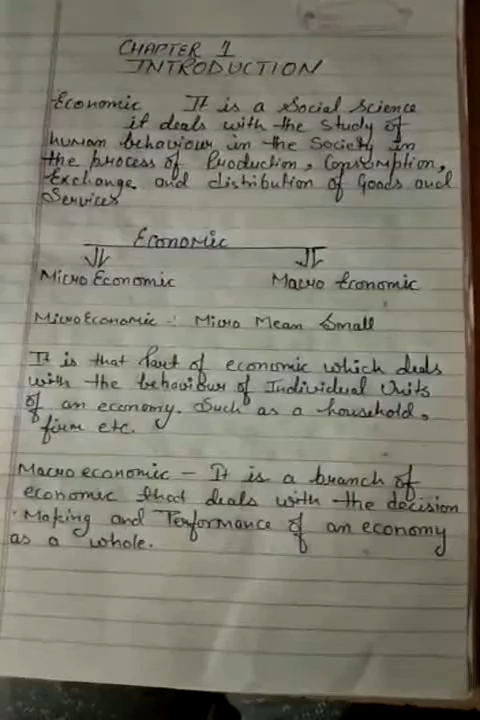 CHAPTER 1
INTRODUCTION
Economic It is a Social Science
it deals with the study of
human behaviour in the Society in
the process of Production, Consomption,
Exchange and distribution of Goods and
Services
Economic
Micro Economic Macro Economic
Micro Economic : Micro Mean Small
It is that Part of economic which deals
with the behaviour of Individual Units
of an economy. Such as a household,
firm etc.
Macro economic - It is a branch of
economic that deals with the decision
Making and Performance of an economy
as a whole.